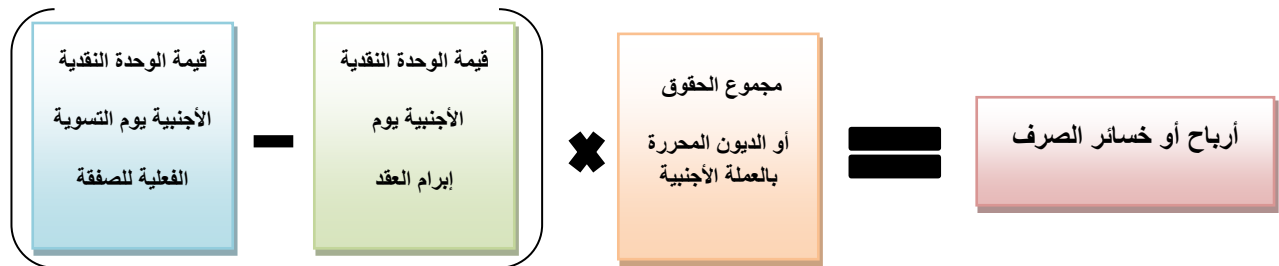 أرباح أو خسائر الصرف
مجموع الحقوق
أو الديون المحررة
بالعملة الأجنبية
قيمة الوحدة النقدية
الأجنبية يوم
إبرام العقد
قيمة الوحدة النقدية
الأجنبية يوم التسوية
الفعلية للصفقة